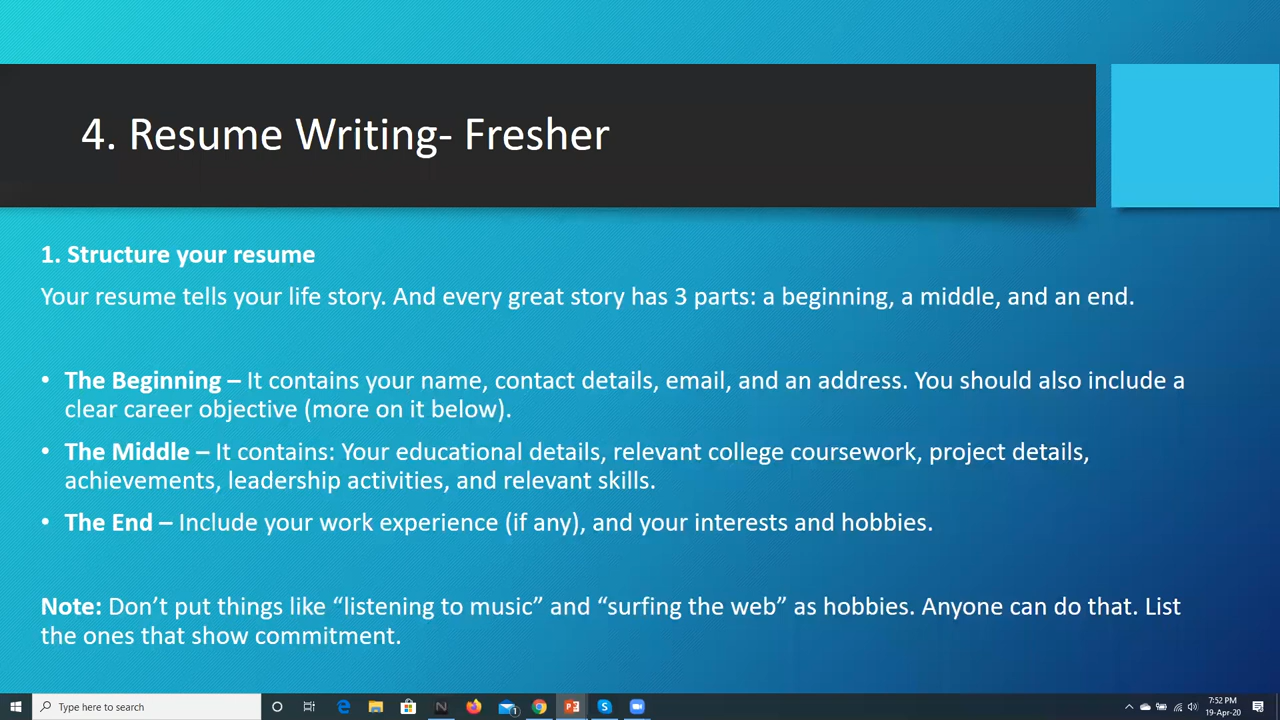 4. Resume Writing- Fresher
1. Structure your resume
Your resume tells your life story. And every great story has 3 parts: a beginning, a middle, and an end.
• The Beginning – It contains your name, contact details, email, and an address. You should also include a
clear career objective (more on it below).
• The Middle – It contains: Your educational details, relevant college coursework, project details,
achievements, leadership activities, and relevant skills.
• The End – Include your work experience (if any), and your interests and hobbies.
Note: Don’t put things like “listening to music” and “surfing the web” as hobbies. Anyone can do that. List
the ones that show commitment.
Type here to search
7:52 PM
19-Apr-20